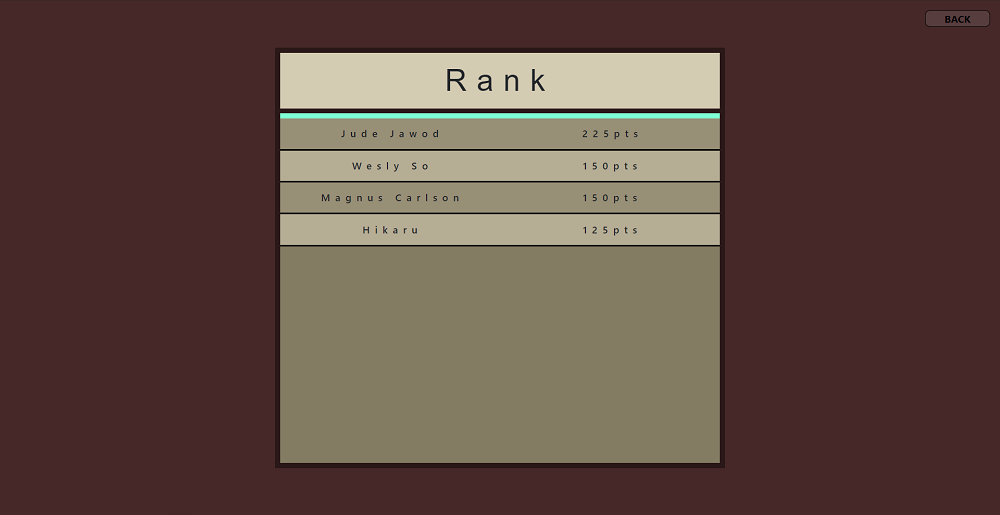 BACK
Rank
Jude Jawod 225pts
Wesly So 150pts
Magnus Carlson 150pts
Hikaru 125pts